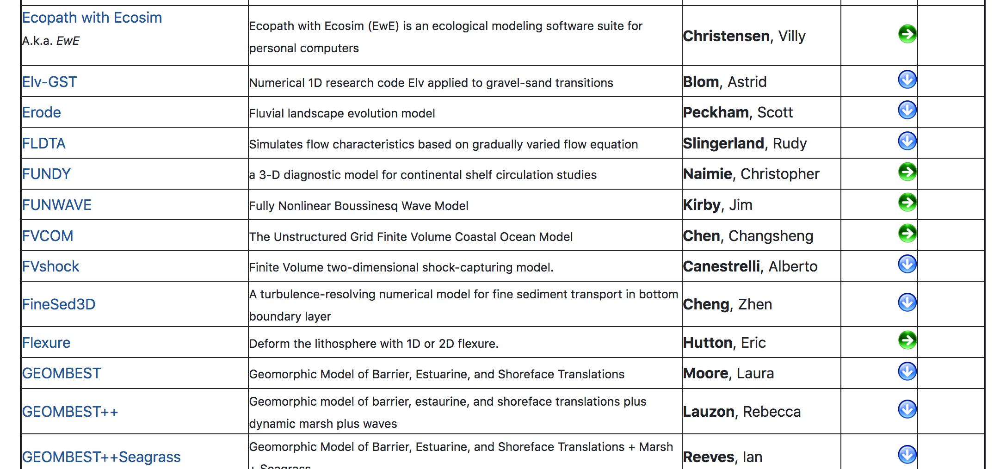 Ecopath with Ecosim
A.k.a. EwE
Ecopath with Ecosim (EwE) is an ecological modeling software suite for
personal computers
Christensen, Villy
Elv-GST
Numerical 1D research code Elv applied to gravel-sand transitions
Blom, Astrid
Erode
Fluvial landscape evolution model
Peckham, Scott
FLDTA
Simulates flow characteristics based on gradually varied flow equation
Slingerland, Rudy
FUNDY
a 3-D diagnostic model for continental shelf circulation studies
Naimie, Christopher
FUNWAVE
Fully Nonlinear Boussinesq Wave Model
Kirby, Jim
FVCOM
The Unstructured Grid Finite Volume Coastal Ocean Model
Chen, Changsheng
FVshock
Finite Volume two-dimensional shock-capturing model.
Canestrelli, Alberto
FineSed3D
A turbulence-resolving numerical model for fine sediment transport in bottom
boundary layer
Cheng, Zhen
Flexure
Deform the lithosphere with 1D or 2D flexure.
Hutton, Eric
GEOMBEST
Geomorphic Model of Barrier, Estuarine, and Shoreface Translations
Moore, Laura
GEOMBEST++
Geomorphic model of barrier, estaurine, and shoreface translations plus
dynamic marsh plus waves
Lauzon, Rebecca
GEOMBEST++Seagrass
Geomorphic Model of Barrier, Estuarine, and Shoreface Translations + Marsh
+ Seagrass
Reeves, Ian